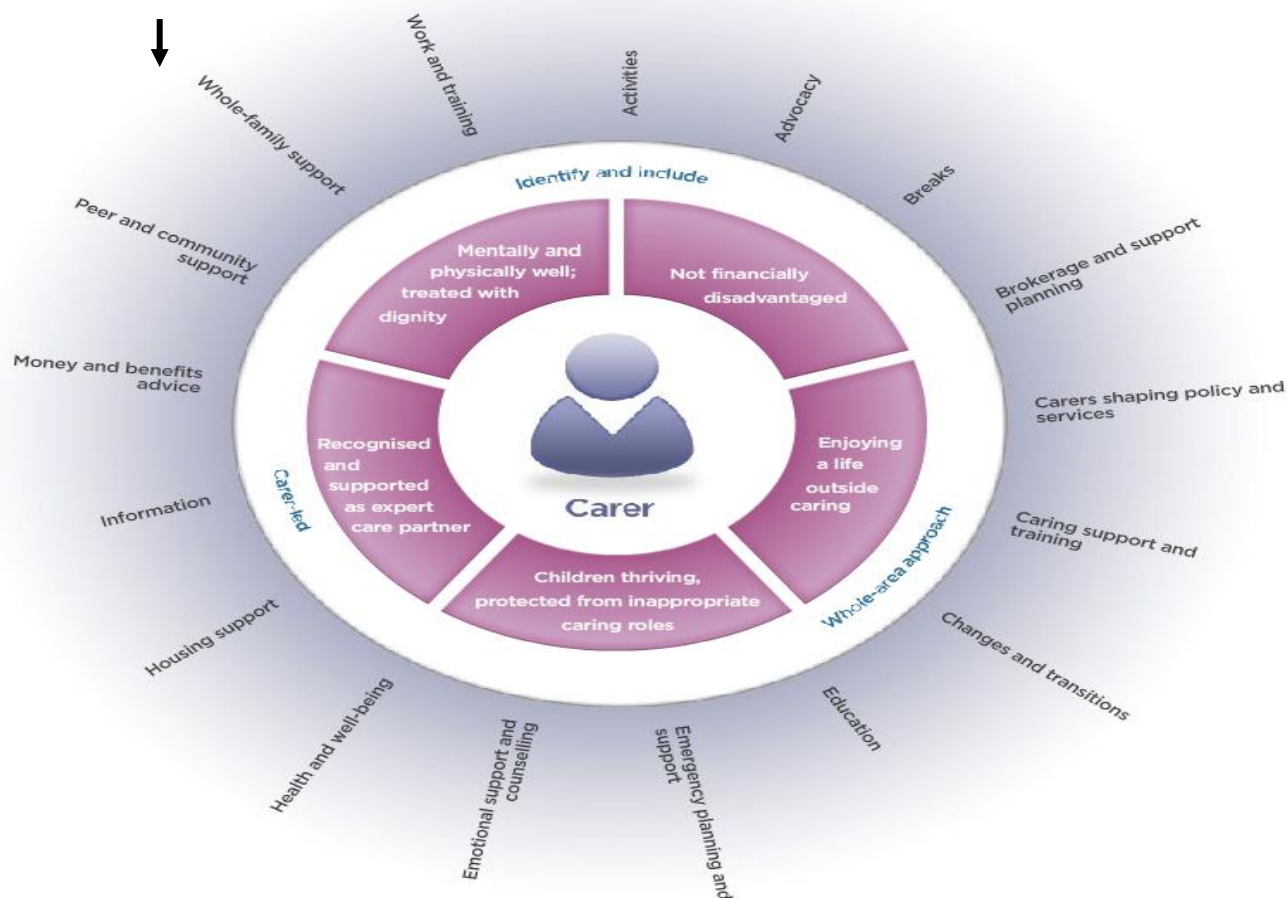 Work and training
Activities
Advocacy
Breaks
Brokerage and support
planning
Carers shaping policy and
services
Caring support and
training
Changes and transitions
Education
Emergency planning and
support
Emotional support and
counselling
Health and well-being
Housing support
Information
Money and benefits
advice
Peer and community
support
Whole-family support
Identify and include
Whole-area approach
Carer-led
Mentally and
physically well;
treated with
dignity
Not financially
disadvantaged
Enjoying
a life
outside
caring
Children thriving,
protected from inappropriate
caring roles
Recognised
and
supported
as expert
care partner
Carer